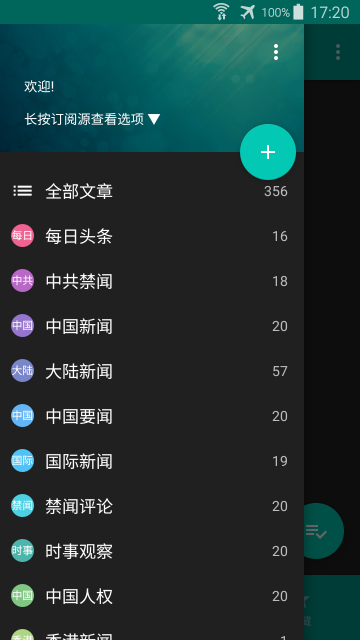 100% 17:20
欢迎!
长按订阅源查看选项 ▼
全部文章 356
每日 每日头条 16
中共 中共禁闻 18
中国 中国新闻 20
大陆 大陆新闻 57
中国 中国要闻 20
国际 国际新闻 19
禁闻 禁闻评论 20
时事 时事观察 20
中国 中国人权 20
香港 香港新闻